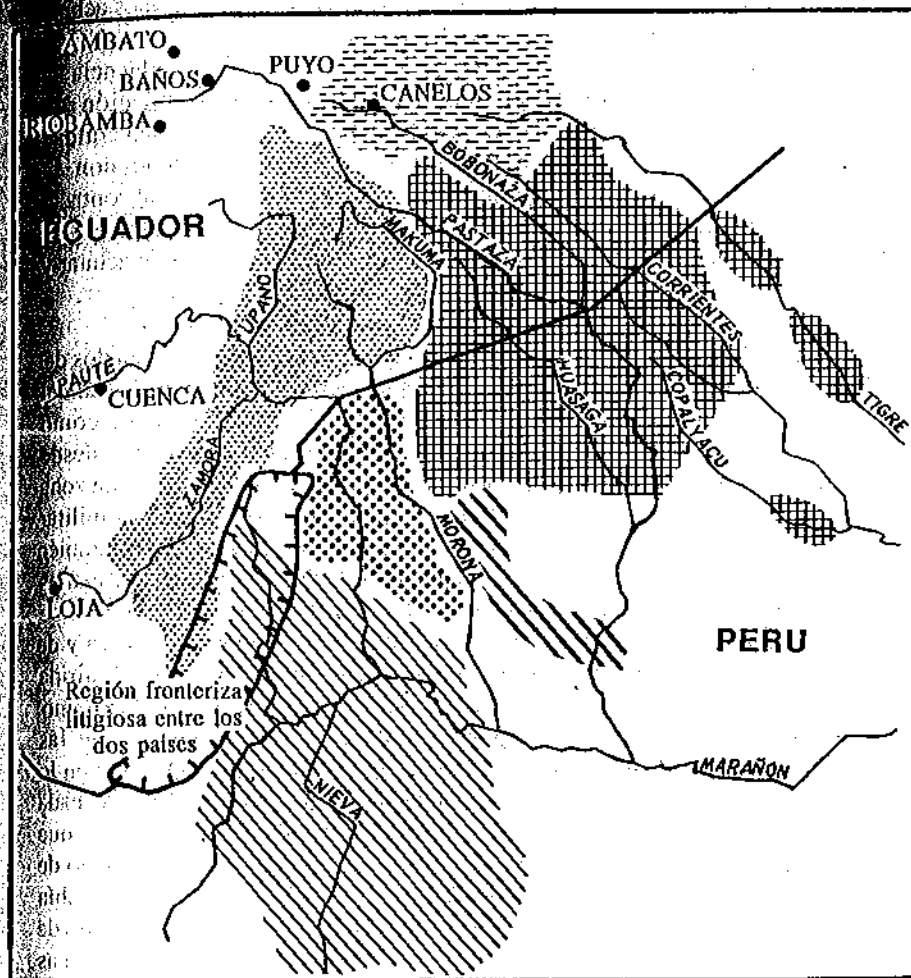 AMBATO
BAÑOS
PUYO
RIOBAMBA
CANELOS
BOBONAZA
ECUADOR
MAKUMA
PASTAZA
CORRIENTES
UPANO
PAUTE
CUENCA
HUASAGA
COPALYACU
TIGRE
ZAMORA
MORONA
LOJA
PERU
Región fronteriza
litigiosa entre los
dos países
MARAÑON
NIEVA